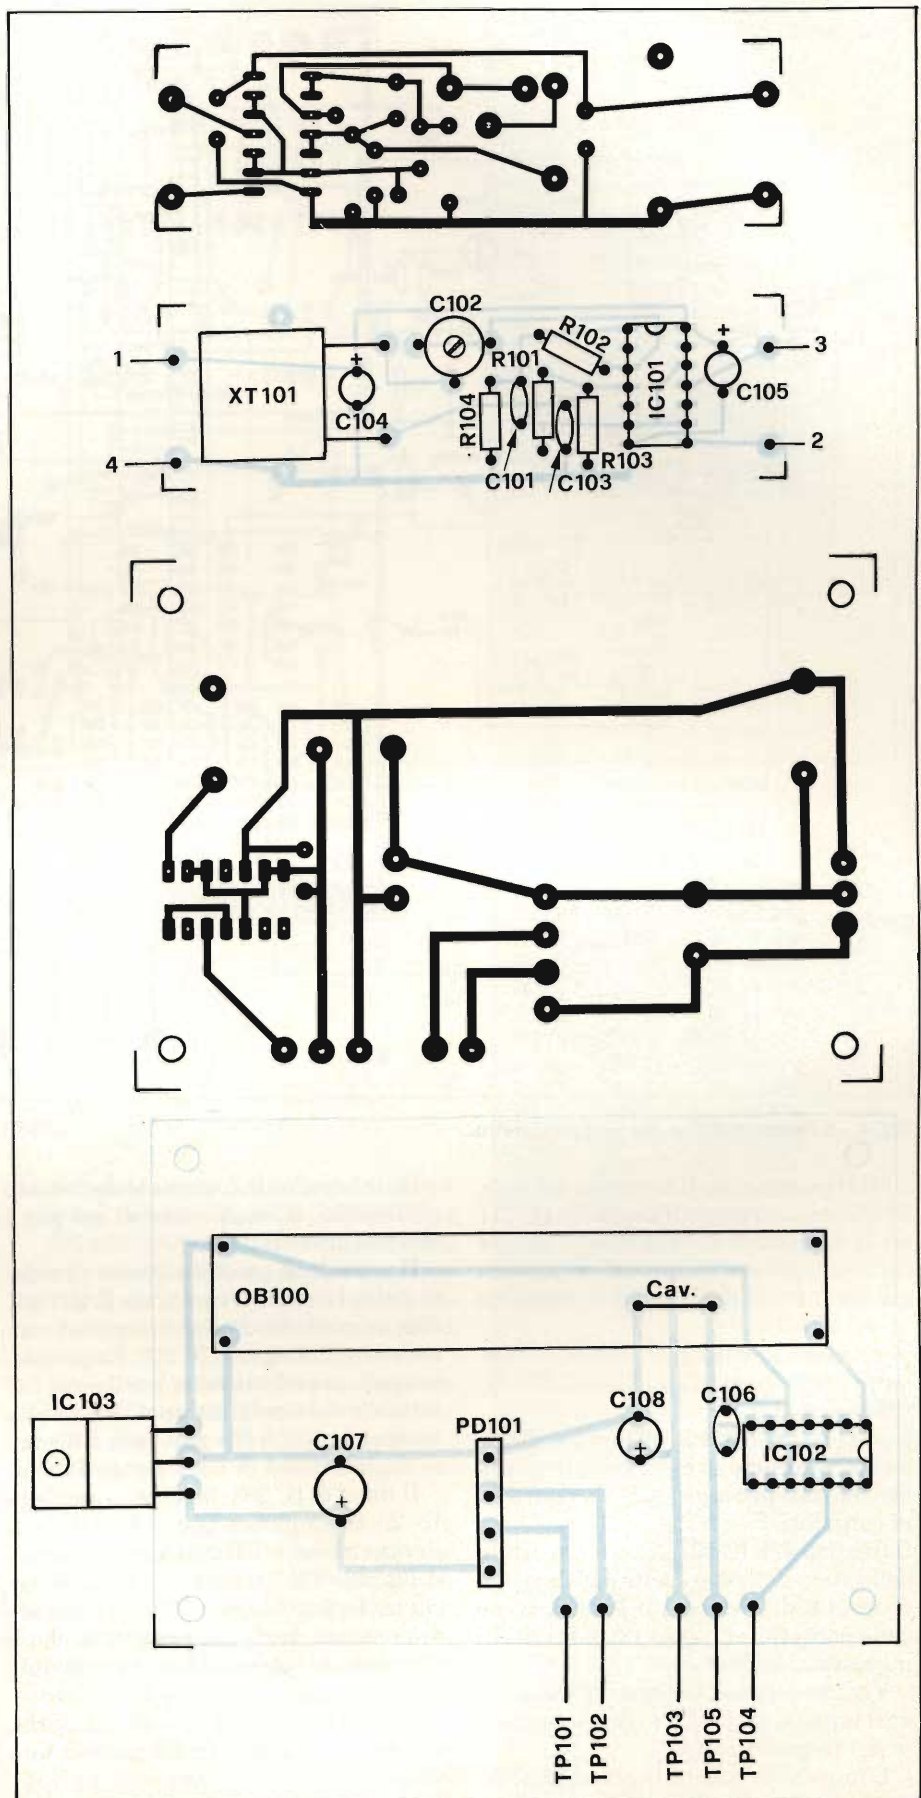 C102
R102
+
1
3
XT101
+
R101
IC101
C104
R104
C105
4
2
R103
C101
C103
OB100
Cav.
IC103
C108
C106
PD101
C107
IC102
+
+
TP101
TP102
TP103
TP105
TP104